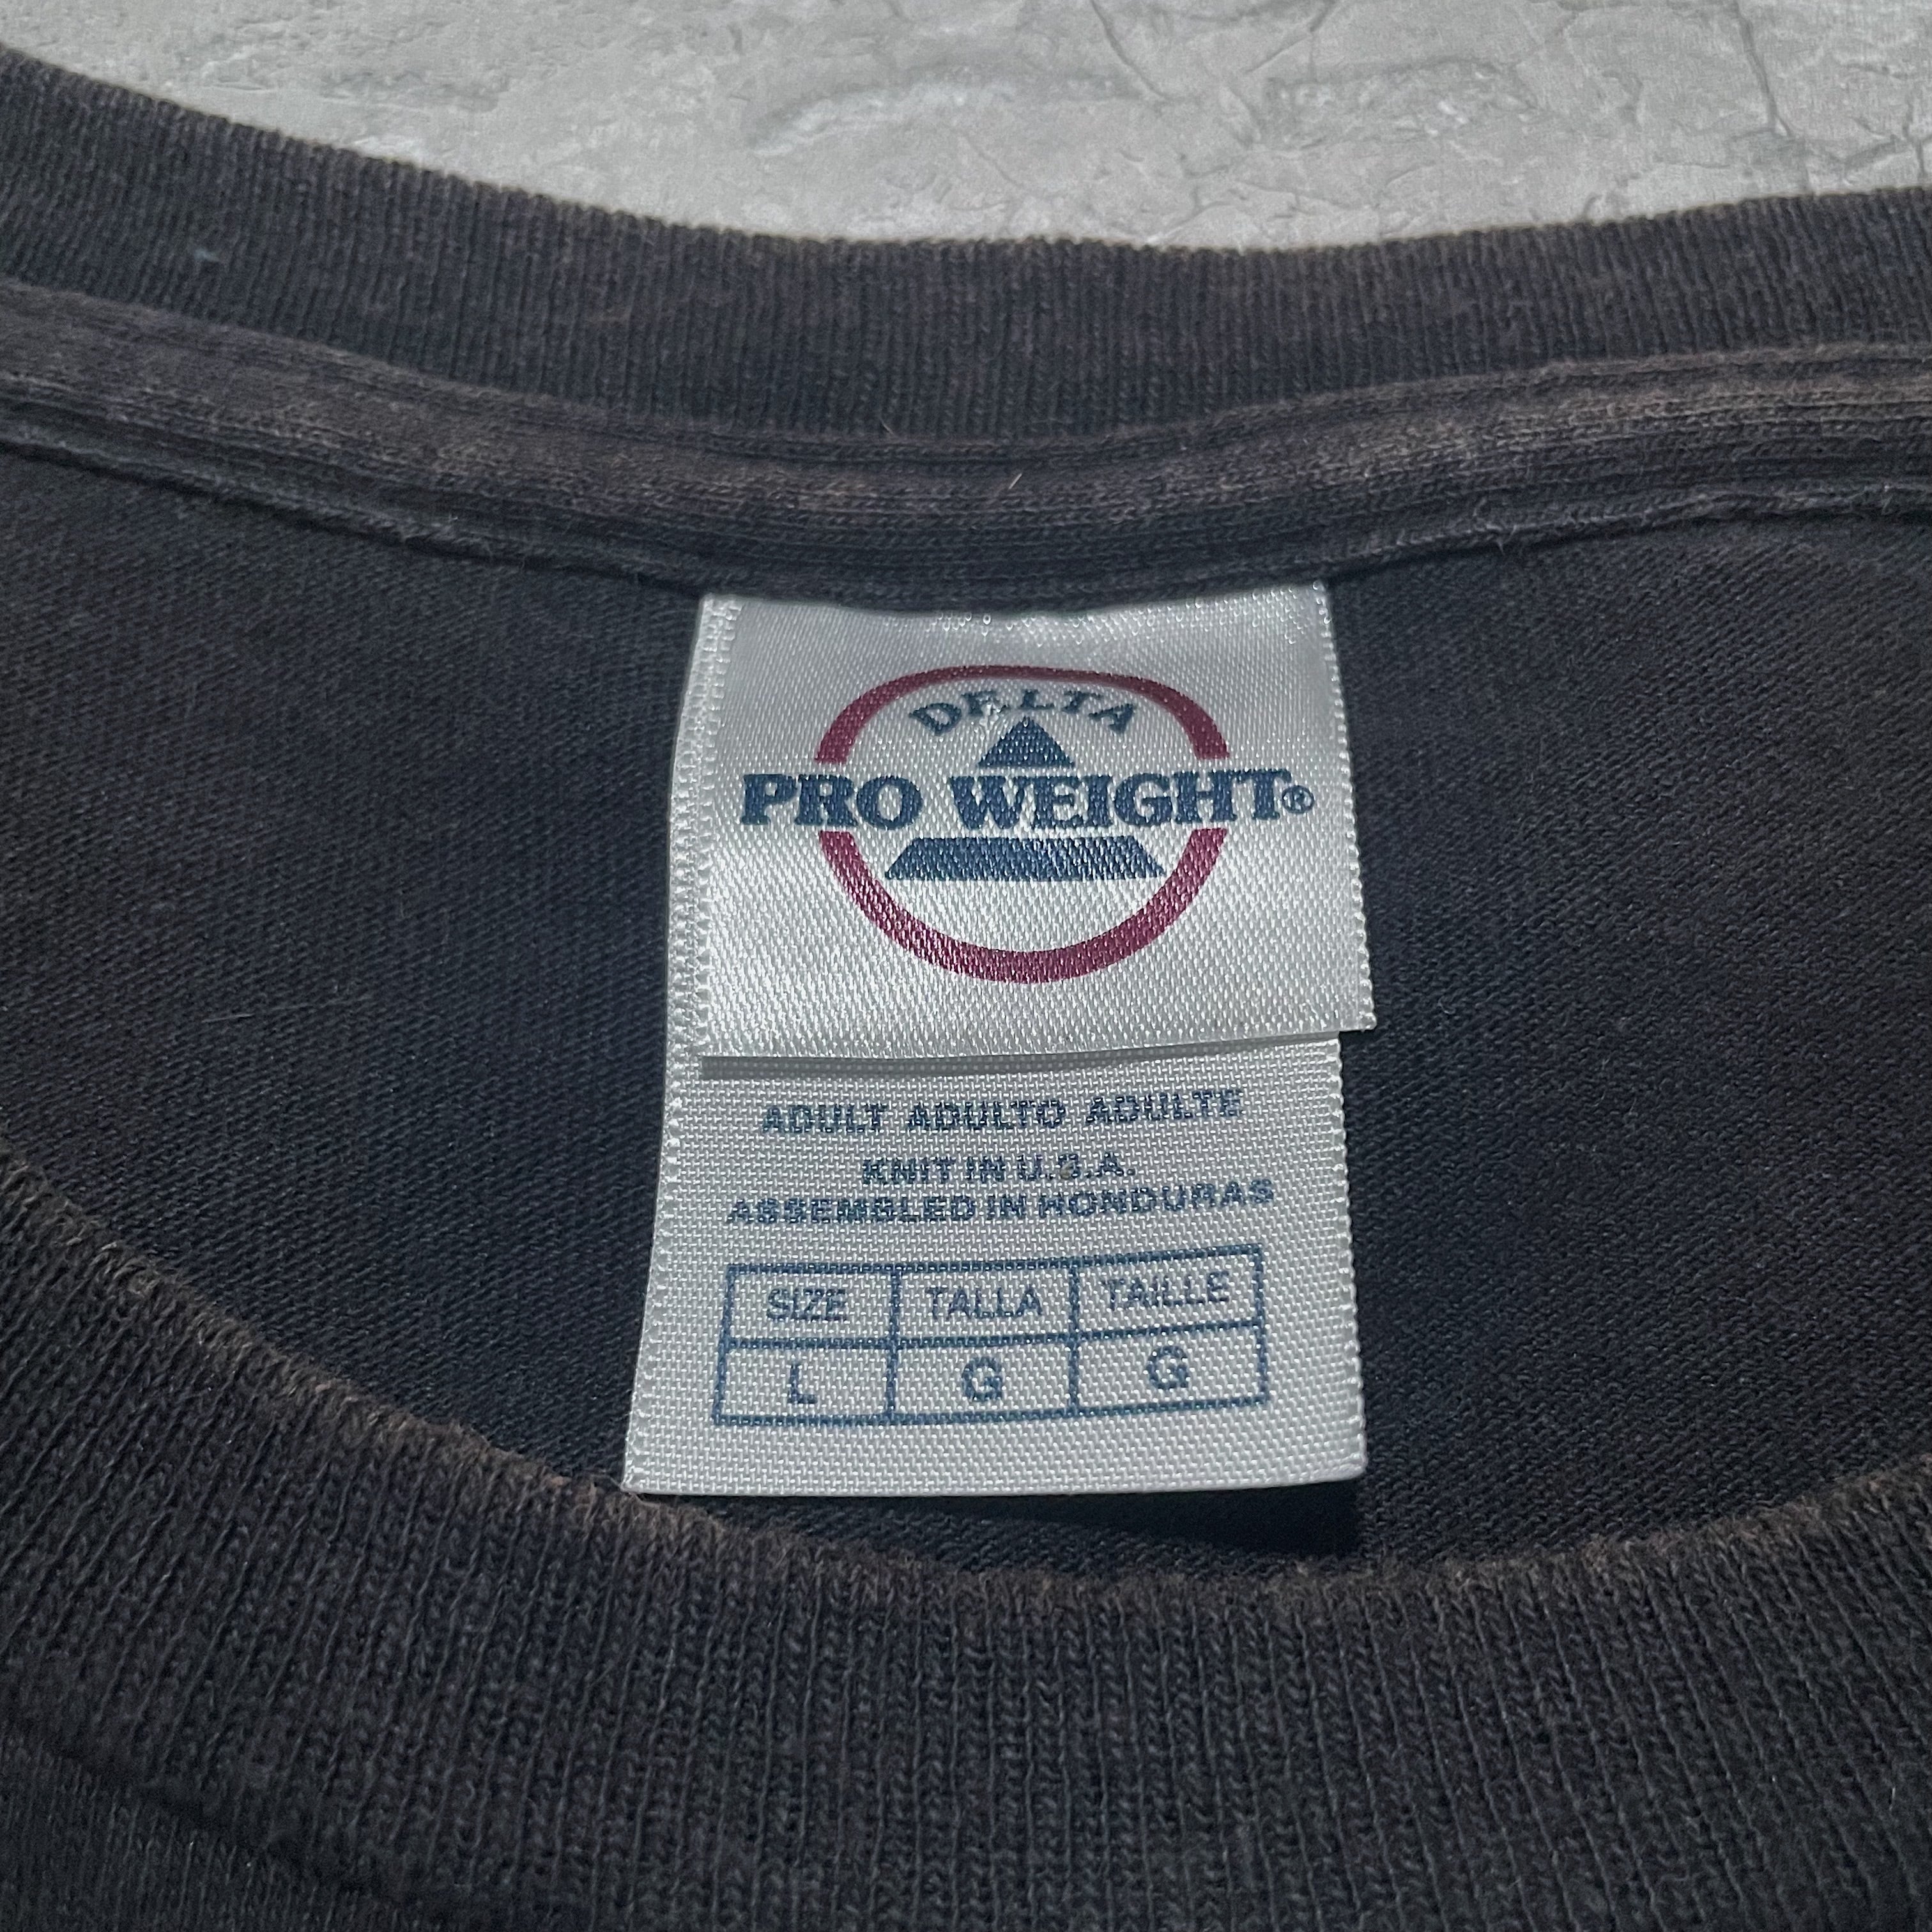 DELTA
PRO WEIGHT®
ADULT ADULTO ADULTE
KNIT IN U.S.A.
ASSEMBLED IN HONDURAS
SIZE TALLA TAILLE
L G G